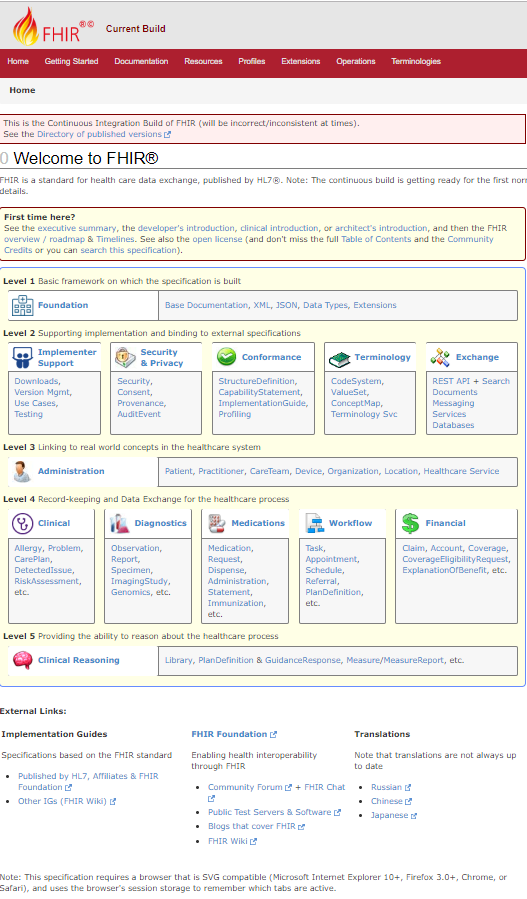 FHIR®© Current Build
Home Getting Started Documentation Resources Profiles Extensions Operations Terminologies
Home
This is the Continuous Integration Build of FHIR (will be incorrect/inconsistent at times).
See the Directory of published versions
0 Welcome to FHIR®
FHIR is a standard for health care data exchange, published by HL7®. Note: The continuous build is getting ready for the first nor
details.
First time here?
See the executive summary, the developer's introduction, clinical introduction, or architect's introduction, and then the FHIR
overview / roadmap & Timelines. See also the open license (and don't miss the full Table of Contents and the Community
Credits or you can search this specification).
Level 1 Basic framework on which the specification is built
Foundation
Base Documentation, XML, JSON, Data Types, Extensions
Level 2 Supporting implementation and binding to external specifications
Implementer
Support
Downloads,
Version Mgmt,
Use Cases,
Testing
Security
& Privacy
Security,
Consent,
Provenance,
AuditEvent
Conformance
StructureDefinition,
CapabilityStatement,
ImplementationGuide,
Profiling
Terminology
CodeSystem,
ValueSet,
ConceptMap,
Terminology Svc
Exchange
REST API + Search
Documents
Messaging
Services
Databases
Level 3 Linking to real world concepts in the healthcare system
Administration
Patient, Practitioner, CareTeam, Device, Organization, Location, Healthcare Service
Level 4 Record-keeping and Data Exchange for the healthcare process
Clinical
Allergy, Problem,
CarePlan,
DetectedIssue,
RiskAssessment,
etc.
Diagnostics
Observation,
Report,
Specimen,
ImagingStudy,
Genomics, etc.
Medications
Medication,
Request,
Dispense,
Administration,
Statement,
Immunization,
etc.
Workflow
Task,
Appointment,
Schedule,
Referral,
PlanDefinition,
etc.
Financial
Claim, Account, Coverage,
CoverageEligibilityRequest,
ExplanationOfBenefit, etc.
Level 5 Providing the ability to reason about the healthcare process
Clinical Reasoning
Library, PlanDefinition & GuidanceResponse, Measure/MeasureReport, etc.
External Links:
Implementation Guides
Specifications based on the FHIR standard
• Published by HL7, Affiliates & FHIR
Foundation
• Other IGs (FHIR Wiki)
FHIR Foundation
Enabling health interoperability
through FHIR
• Community Forum + FHIR Chat
• Public Test Servers & Software
• Blogs that cover FHIR
• FHIR Wiki
Translations
Note that translations are not always up
to date
• Russian
• Chinese
• Japanese
Note: This specification requires a browser that is SVG compatible (Microsoft Internet Explorer 10+, Firefox 3.0+, Chrome, or
Safari), and uses the browser's session storage to remember which tabs are active.